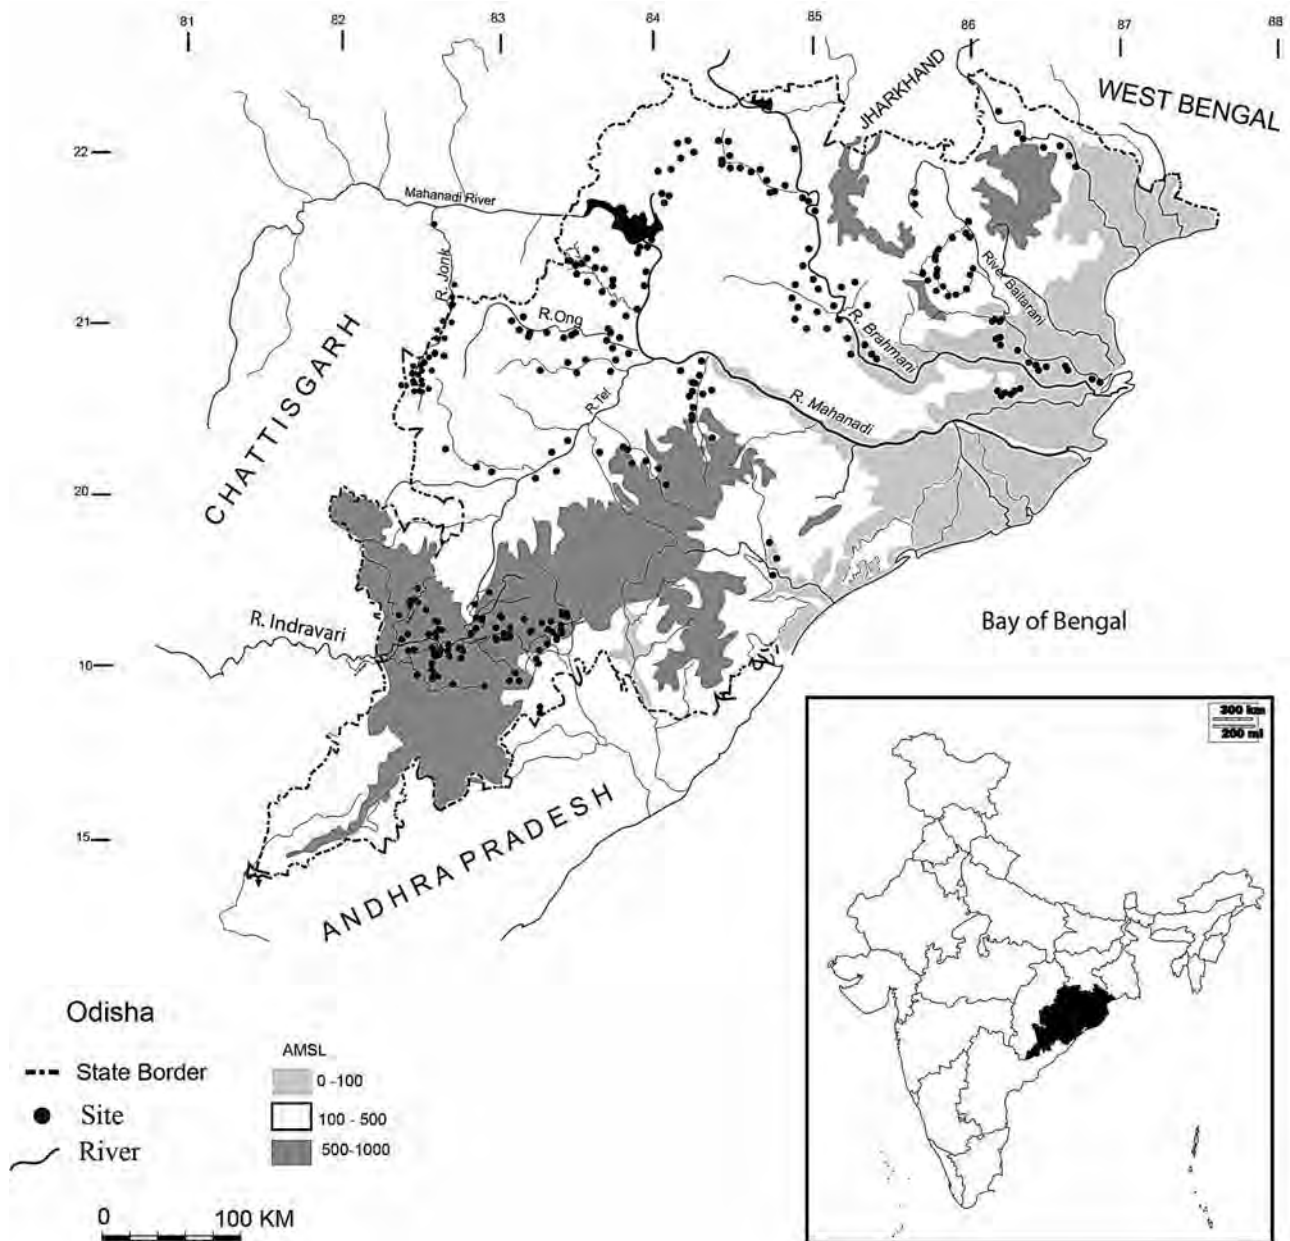 81 82 83 84 85 86 87 88
JHARKHAND
WEST BENGAL
22
Mahanadi River
R. Jonk
River Baitarani
21
R.Ong
R. Brahmani
CHATTISGARH
R.Tel
R. Mahanadi
20
Bay of Bengal
R. Indravari
10
ANDHRA PRADESH
15
300 km
200 mi
Odisha
State Border
Site
River
AMSL
0 -100
100 - 500
500-1000
0 100 KM